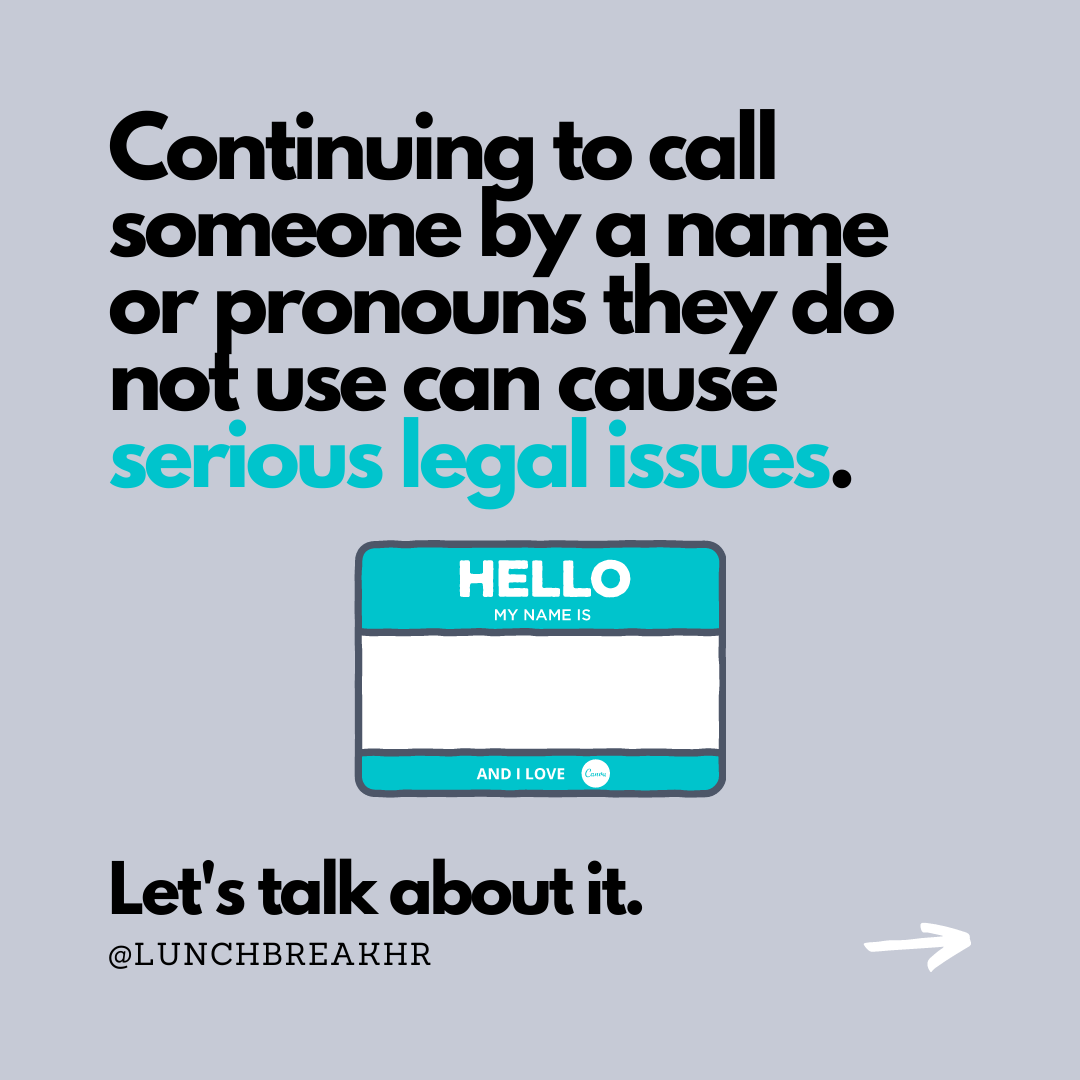 Continuing to call
someone by a name
or pronouns they do
not use can cause
serious legal issues.
HELLO
MY NAME IS
AND I LOVE Canva
Let's talk about it.
@LUNCHBREAKHR